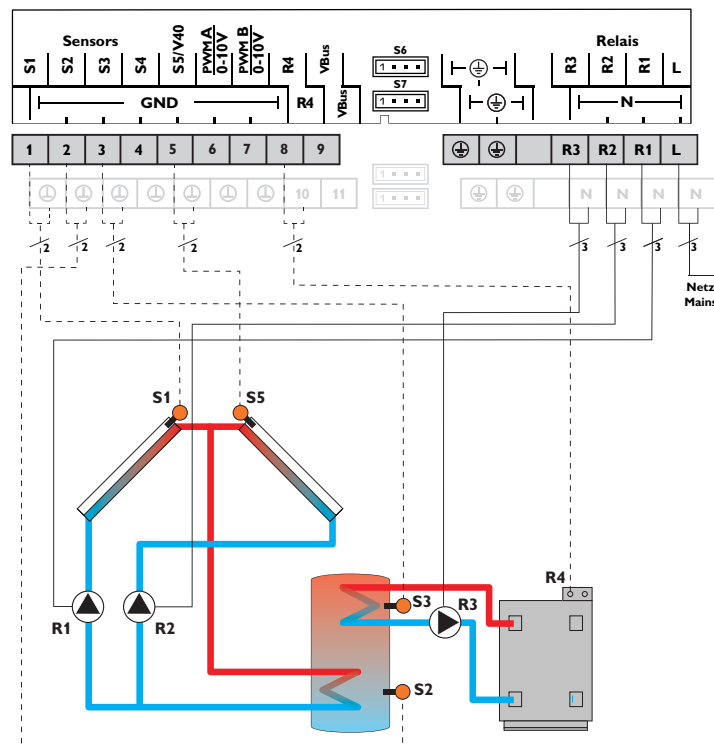 Sensors
Relais
S1 S2 S3 S4 S5/V40 PWM A 0-10V PWM B 0-10V R4 VBus
S6
R3 R2 R1 L
GND
R4 VBus
S7
N
1 2 3 4 5 6 7 8 9
R3 R2 R1 L
10 11
N N N N
2 2 2 2 2
3 3 3 3
Netz
Mains
S1 S5
R4
S3 R3
R1 R2
S2